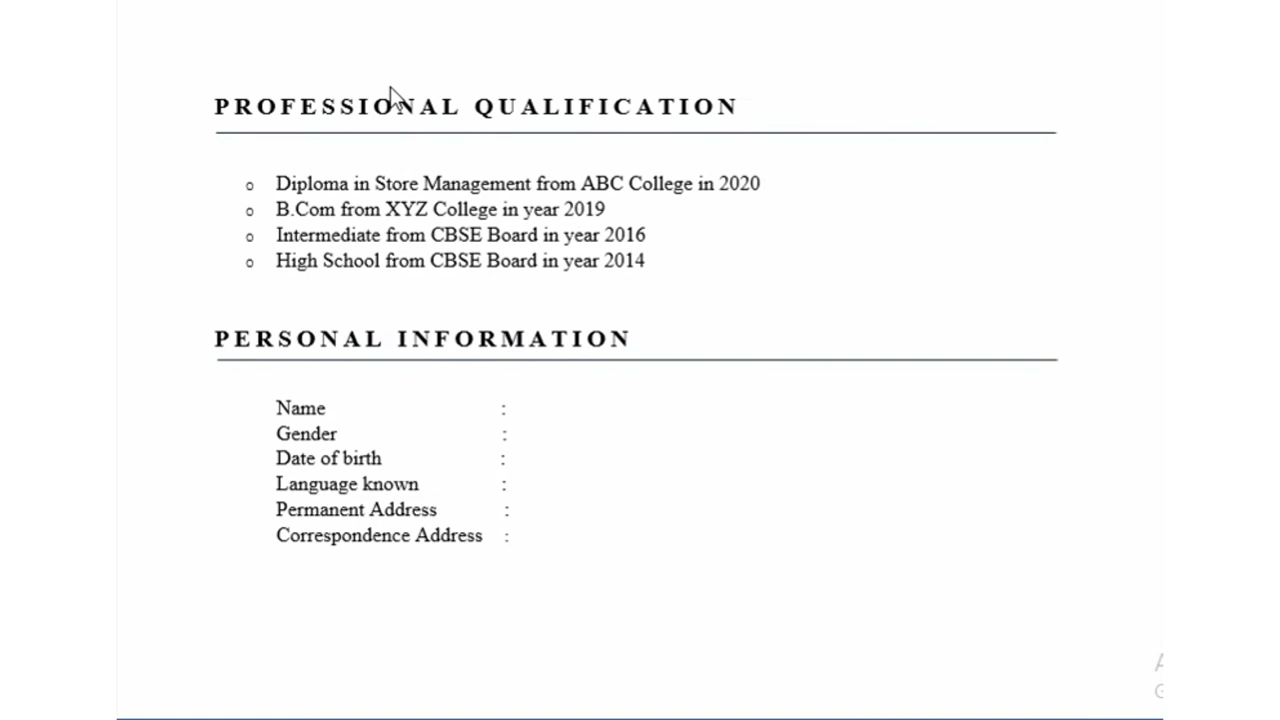 PROFESSIONAL QUALIFICATION
o Diploma in Store Management from ABC College in 2020
o B.Com from XYZ College in year 2019
o Intermediate from CBSE Board in year 2016
o High School from CBSE Board in year 2014
PERSONAL INFORMATION
Name :
Gender :
Date of birth :
Language known :
Permanent Address :
Correspondence Address :